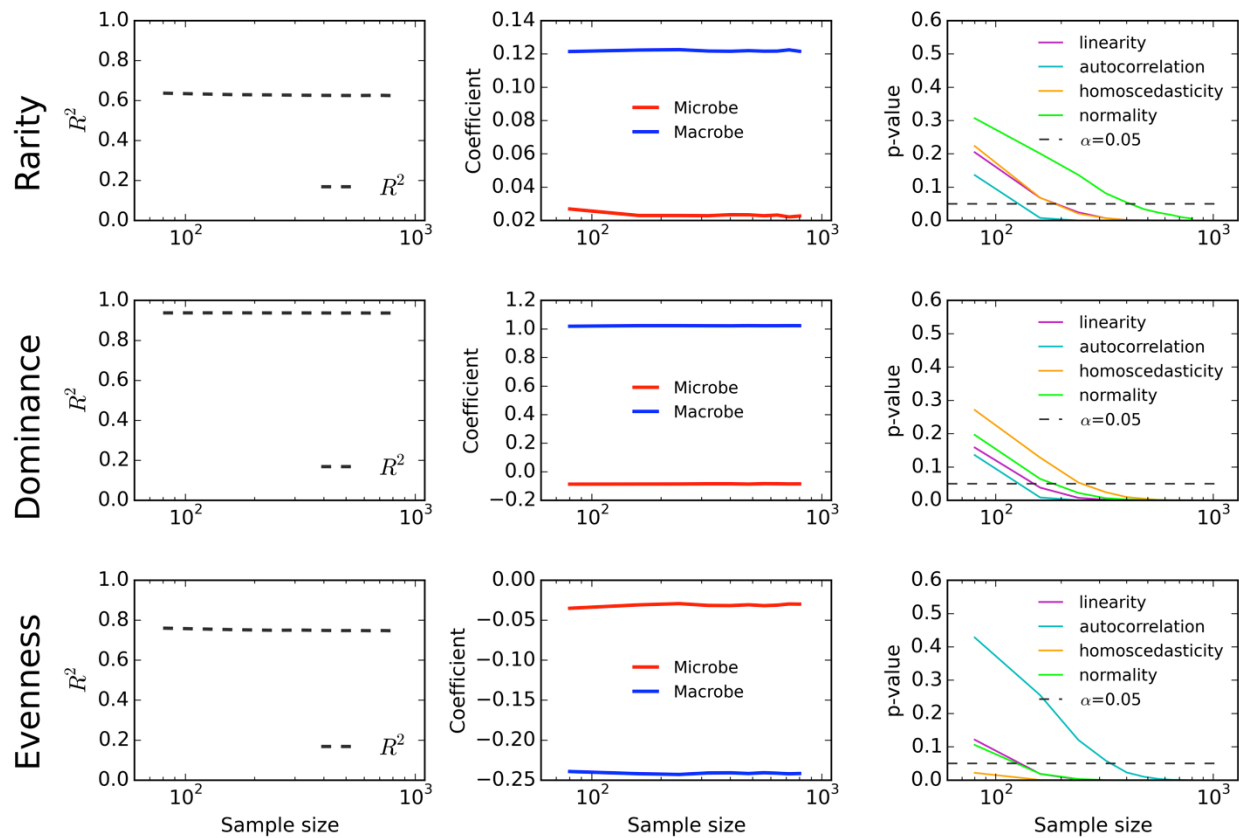 Rarity
R²
1.0
0.8
0.6
0.4
0.2
0.0
R²
10² 10³
Coefficient
0.14
0.12
0.10
0.08
0.06
0.04
0.02
Microbe
Macrobe
10² 10³
p-value
0.6
0.5
0.4
0.3
0.2
0.1
0.0
linearity
autocorrelation
homoscedasticity
normality
α=0.05
10² 10³
Dominance
R²
1.0
0.8
0.6
0.4
0.2
0.0
R²
10² 10³
Coefficient
1.2
1.0
0.8
0.6
0.4
0.2
0.0
−0.2
Microbe
Macrobe
10² 10³
p-value
0.6
0.5
0.4
0.3
0.2
0.1
0.0
linearity
autocorrelation
homoscedasticity
normality
α=0.05
10² 10³
Evenness
R²
1.0
0.8
0.6
0.4
0.2
0.0
R²
10² 10³
Sample size
Coefficient
0.00
−0.05
−0.10
−0.15
−0.20
−0.25
Microbe
Macrobe
10² 10³
Sample size
p-value
0.6
0.5
0.4
0.3
0.2
0.1
0.0
linearity
autocorrelation
homoscedasticity
normality
α=0.05
10² 10³
Sample size